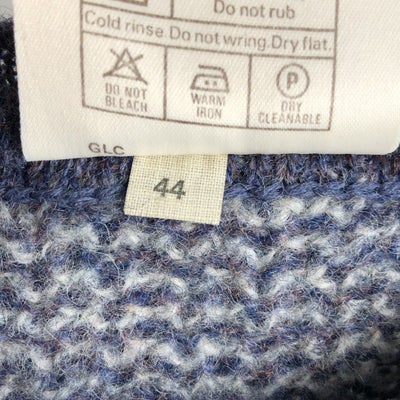 Do not rub
Cold rinse. Do not wring. Dry flat.
DO NOT
BLEACH
WARM
IRON
P
DRY
CLEANABLE
GLC
44